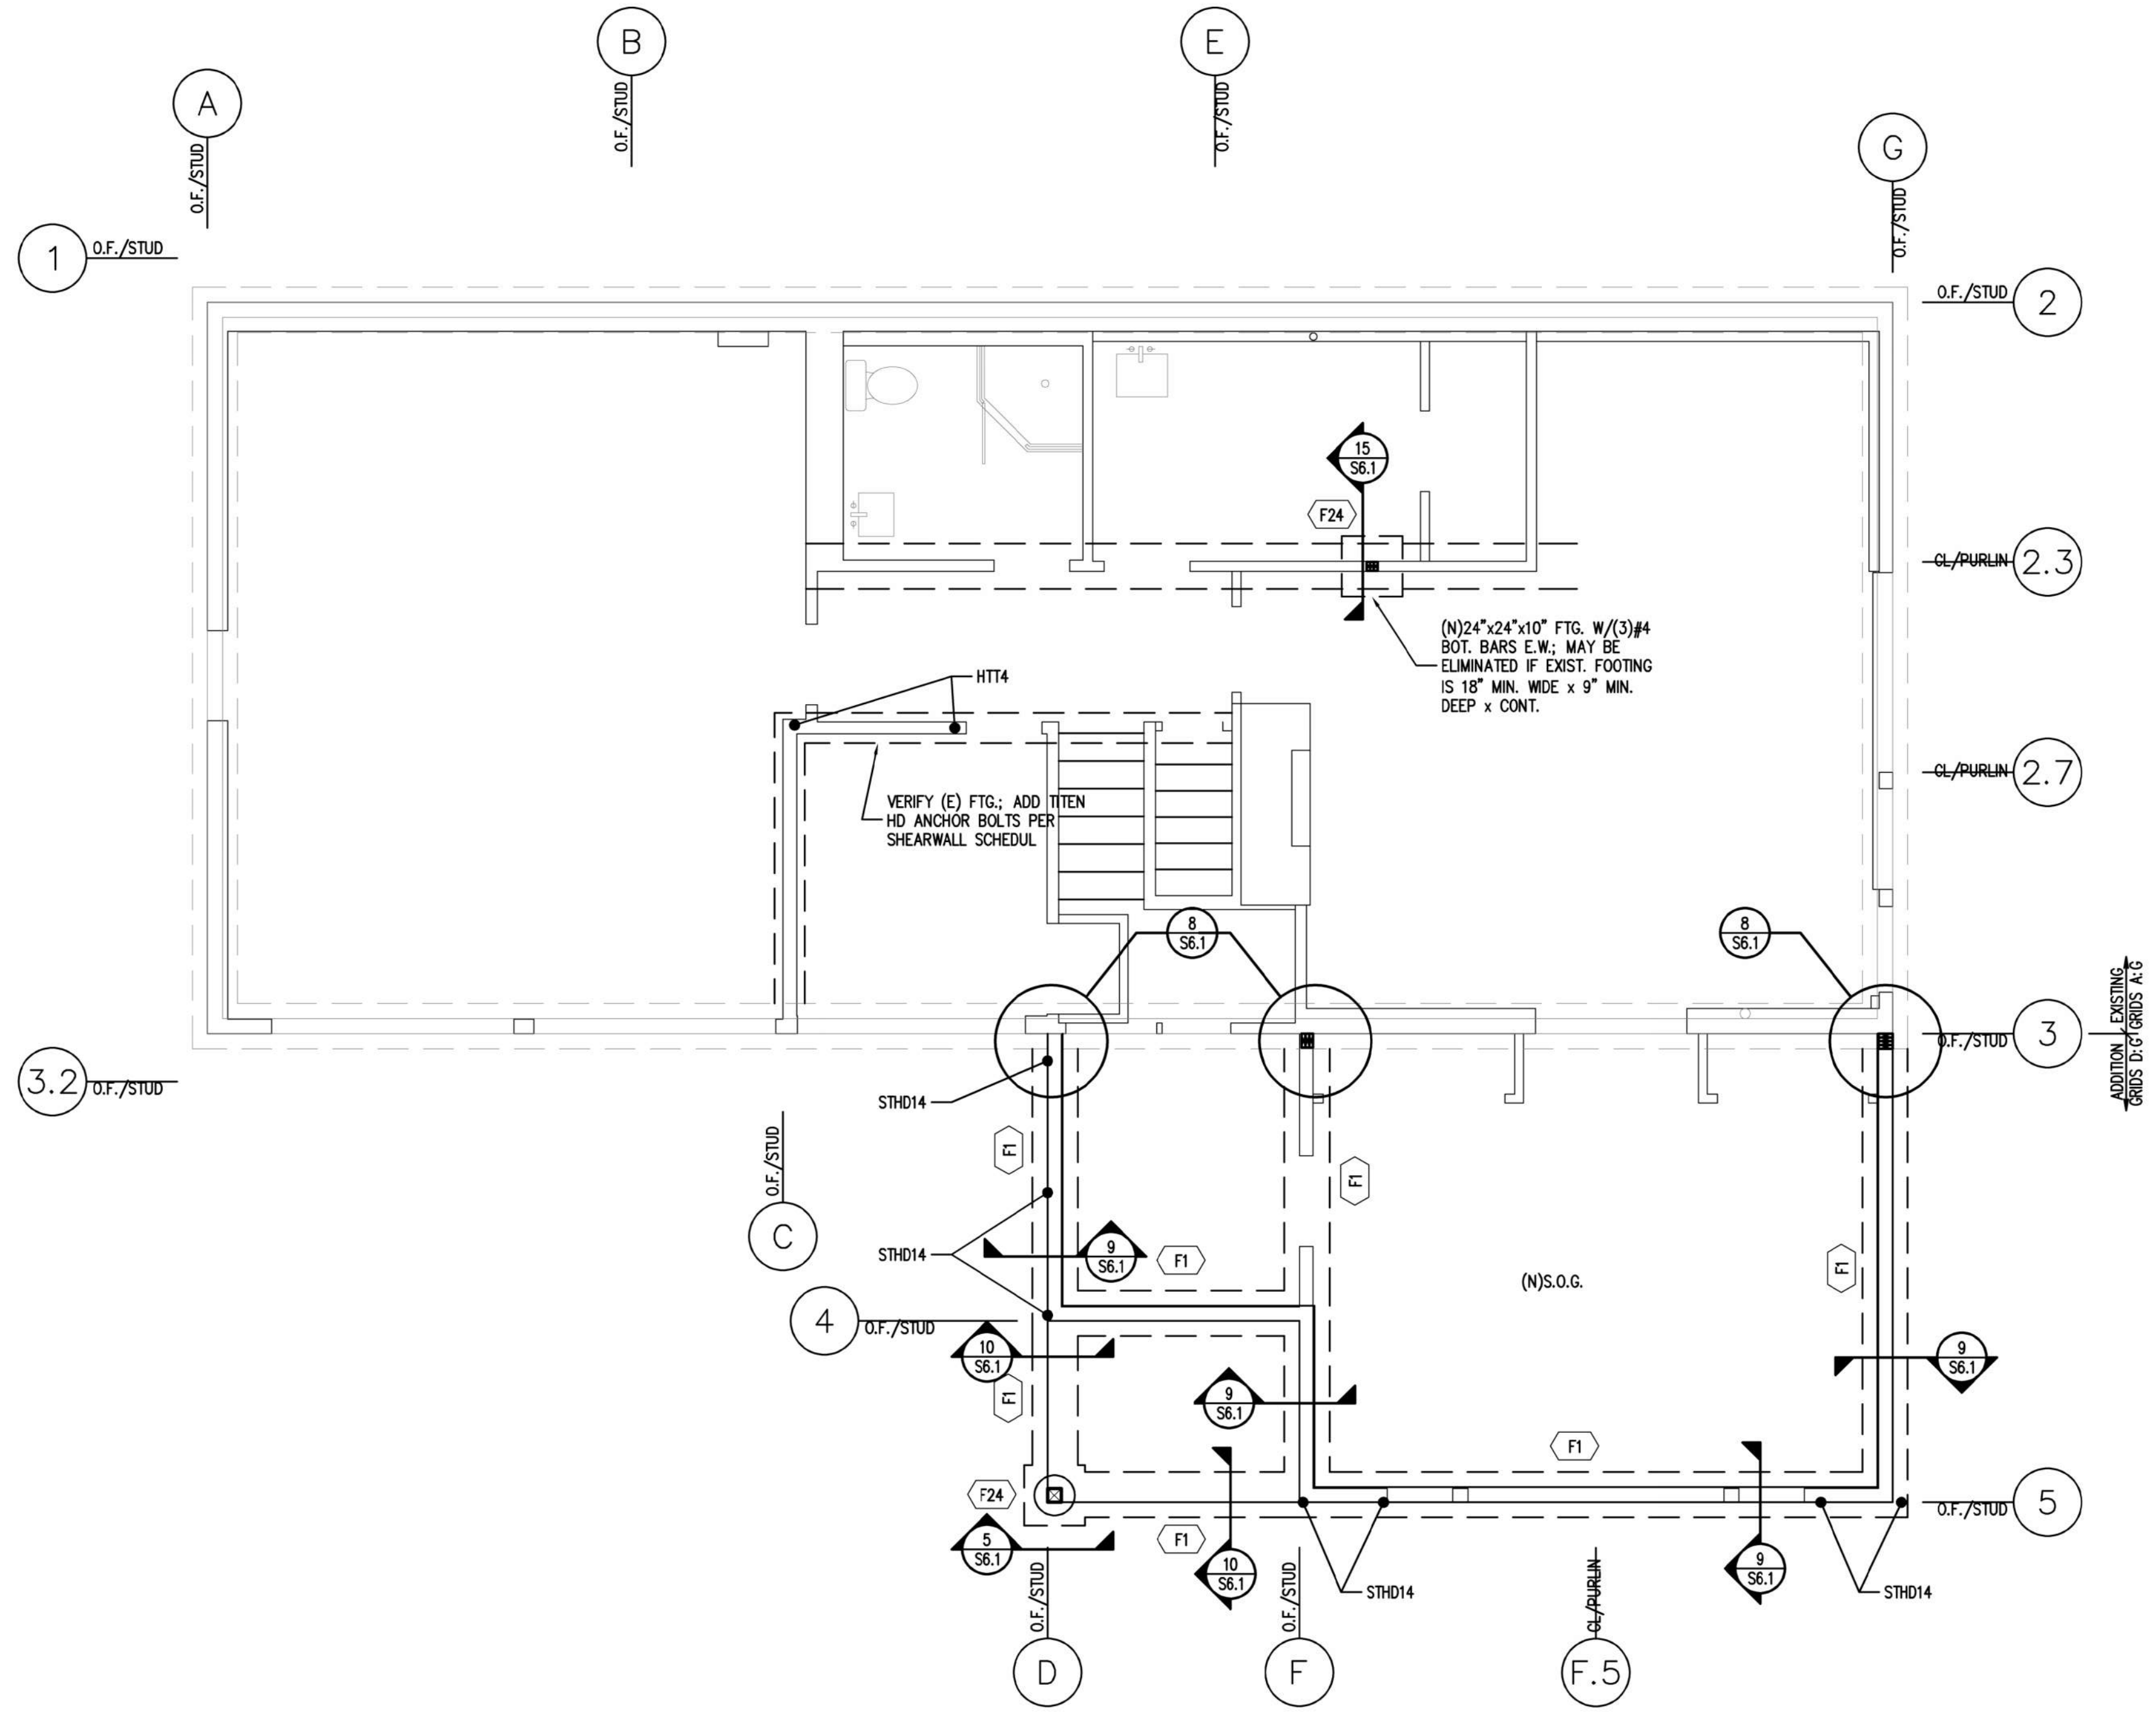 B
E
A
G
O.F./STUD
O.F./STUD
O.F./STUD
O.F./STUD
1
O.F./STUD
O.F./STUD
2
15
S6.1
F24
CL/PURLIN
2.3
(N)24"x24"x10" FTG. W/(3)#4
BOT. BARS E.W.; MAY BE
ELIMINATED IF EXIST. FOOTING
IS 18" MIN. WIDE x 9" MIN.
DEEP x CONT.
HTT4
CL/PURLIN
2.7
VERIFY (E) FTG.; ADD TITEN
HD ANCHOR BOLTS PER
SHEARWALL SCHEDUL
8
S6.1
8
S6.1
O.F./STUD
3
ADDITION / EXISTING
GRIDS D:G GRIDS A:G
3.2
O.F./STUD
STHD14
F1
F1
O.F./STUD
C
STHD14
9
S6.1
F1
F1
(N)S.O.G.
4
O.F./STUD
10
S6.1
F1
9
S6.1
9
S6.1
F1
F24
O.F./STUD
5
5
S6.1
F1
10
S6.1
9
S6.1
STHD14
STHD14
O.F./STUD
O.F./STUD
CL/PURLIN
D
F
F.5